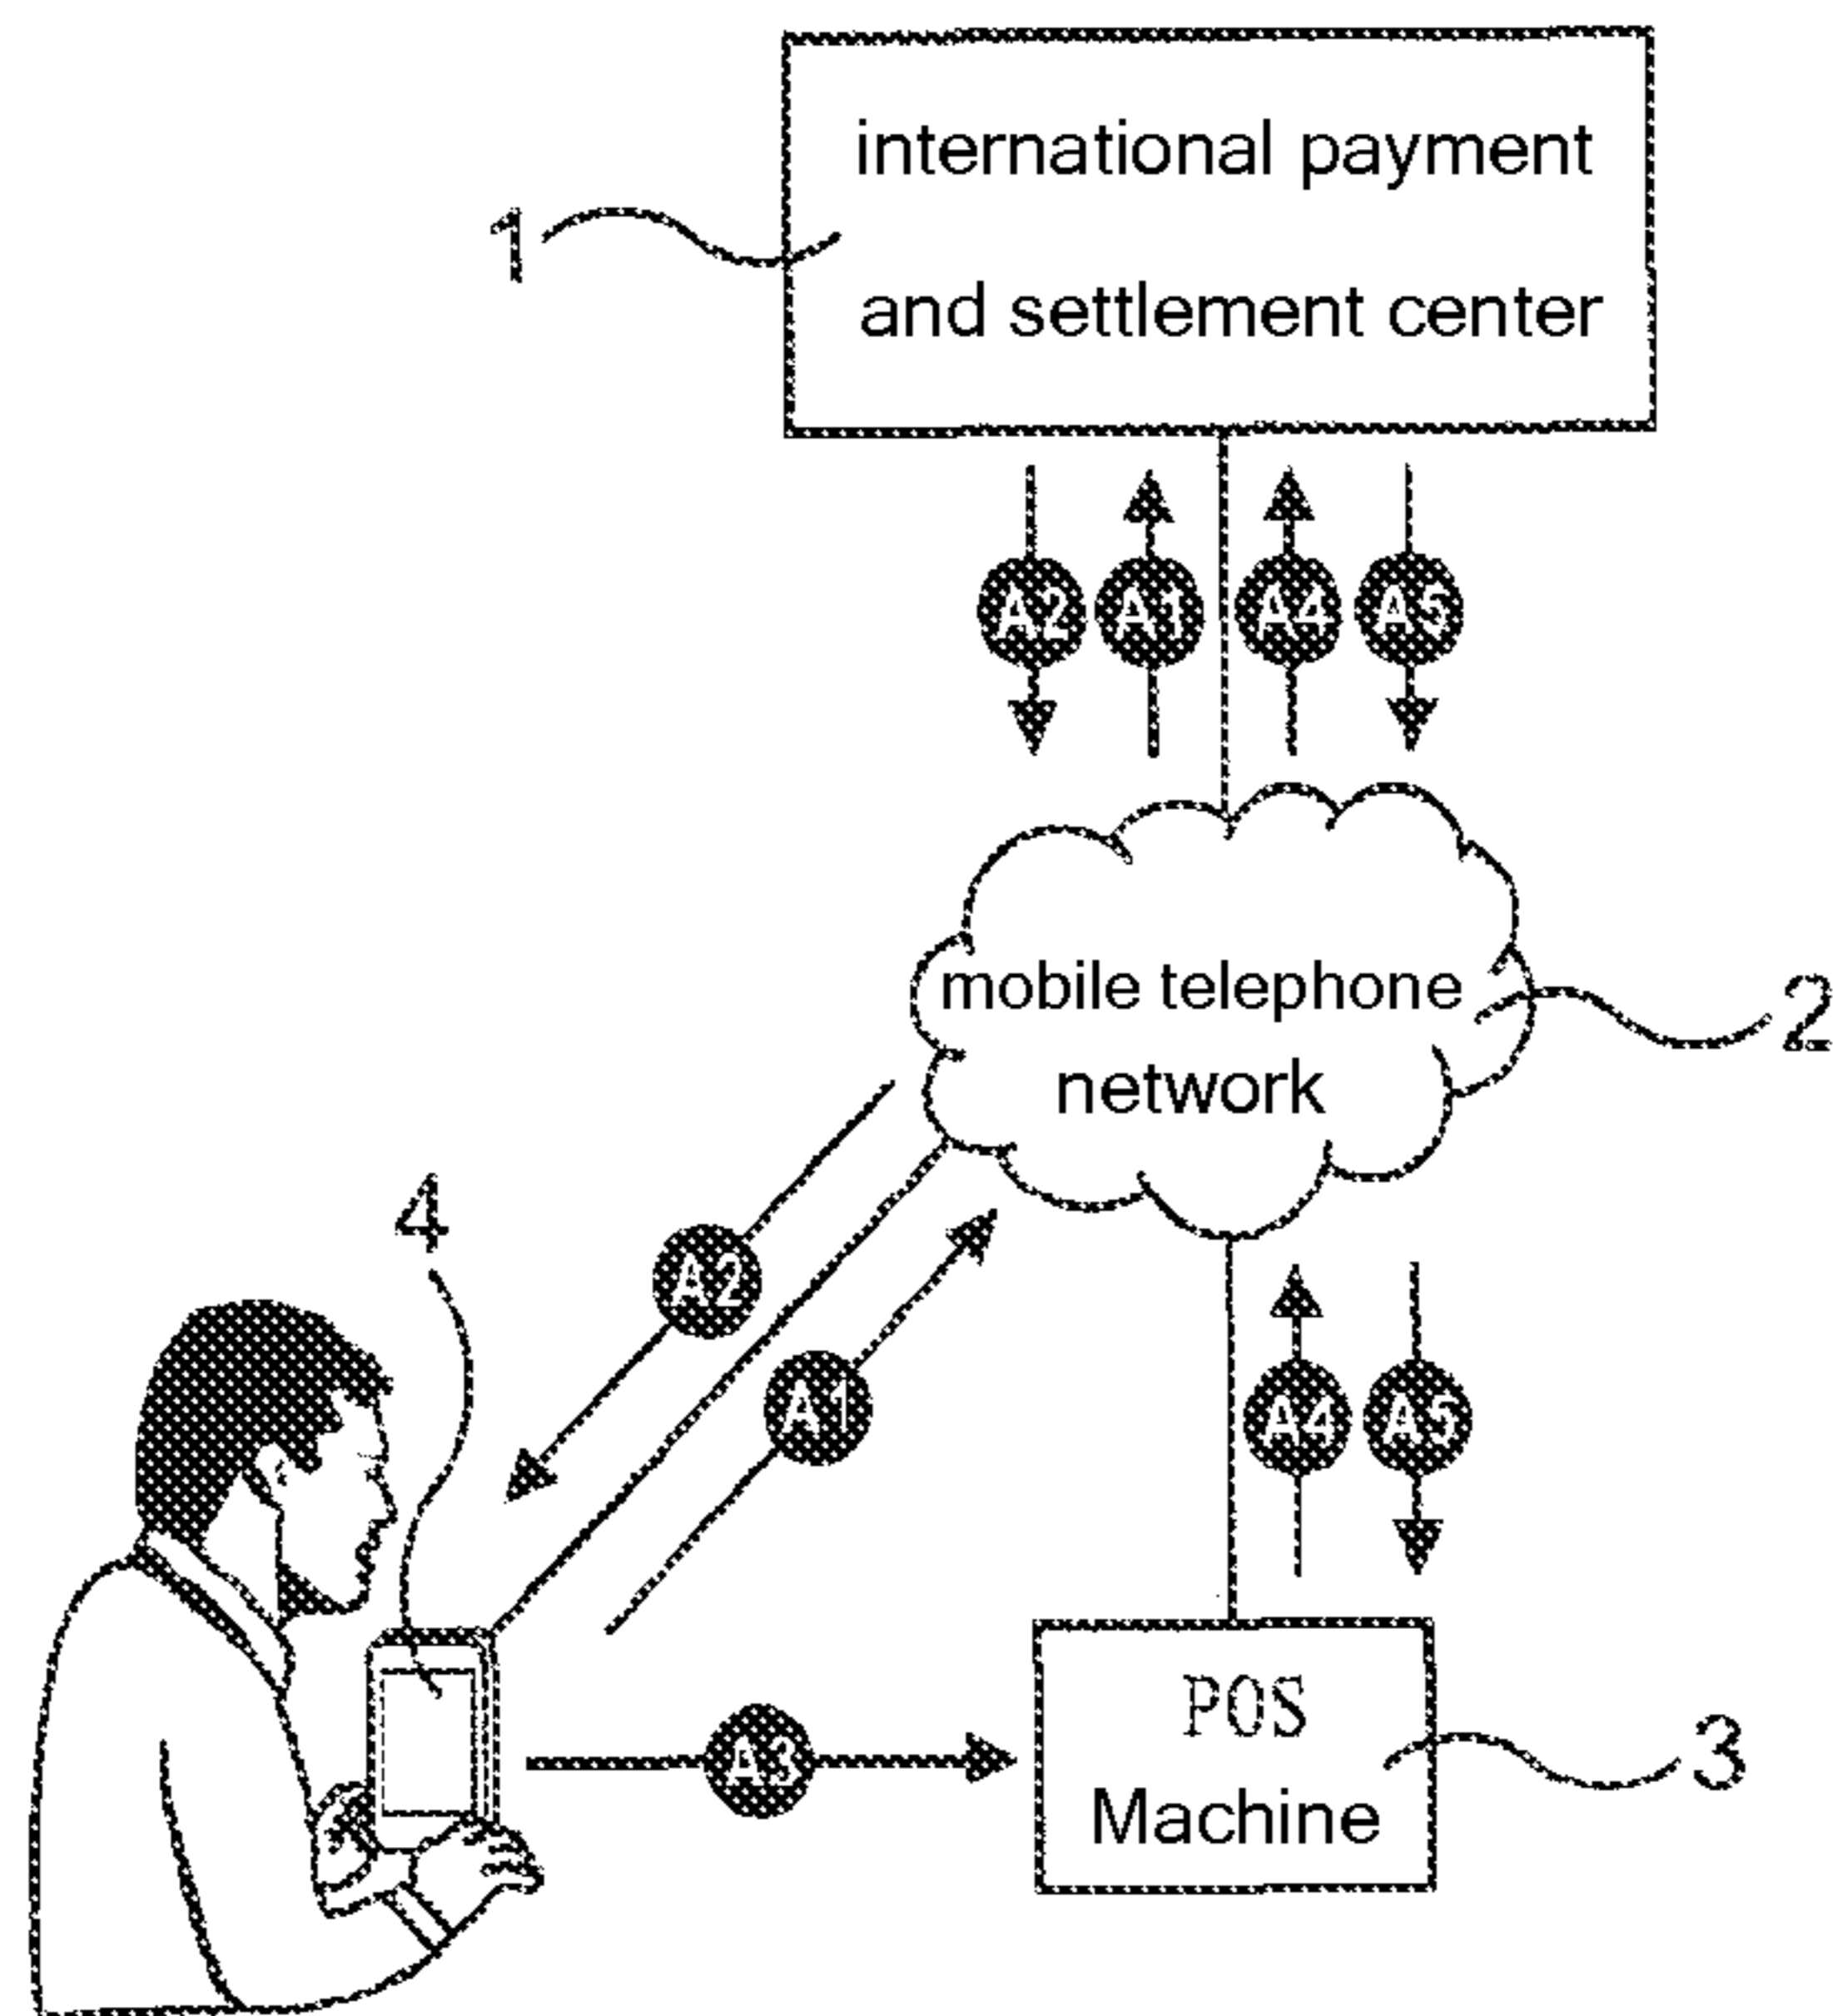 international payment
and settlement center
1
A2 A1 A4 A5
mobile telephone
network
2
4
A2
A1
A4 A5
A3
POS
Machine
3